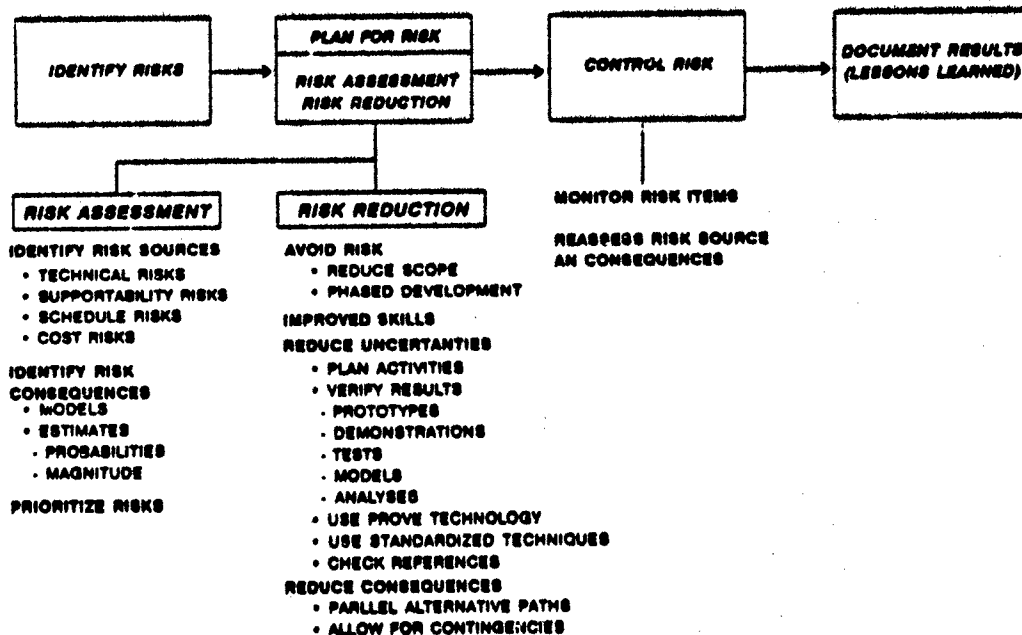 IDENTIFY RISKS
PLAN FOR RISK
RISK ASSESSMENT
RISK REDUCTION
CONTROL RISK
DOCUMENT RESULTS
(LESSONS LEARNED)
RISK ASSESSMENT
IDENTIFY RISK SOURCES
• TECHNICAL RISKS
• SUPPORTABILITY RISKS
• SCHEDULE RISKS
• COST RISKS
IDENTIFY RISK
CONSEQUENCES
• MODELS
• ESTIMATES
. PROBABILITIES
. MAGNITUDE
PRIORITIZE RISKS
RISK REDUCTION
AVOID RISK
• REDUCE SCOPE
• PHASED DEVELOPMENT
IMPROVED SKILLS
REDUCE UNCERTANTIES
• PLAN ACTIVITIES
• VERIFY RESULTS
. PROTOTYPES
. DEMONSTRATIONS
. TESTS
. MODELS
. ANALYSES
• USE PROVE TECHNOLOGY
• USE STANDARDIZED TECHNIQUES
• CHECK REFERENCES
REDUCE CONSEQUENCES
• PARLLEL ALTERNATIVE PATHS
• ALLOW FOR CONTINGENCIES
MONITOR RISK ITEMS
REASSESS RISK SOURCE
AN CONSEQUENCES